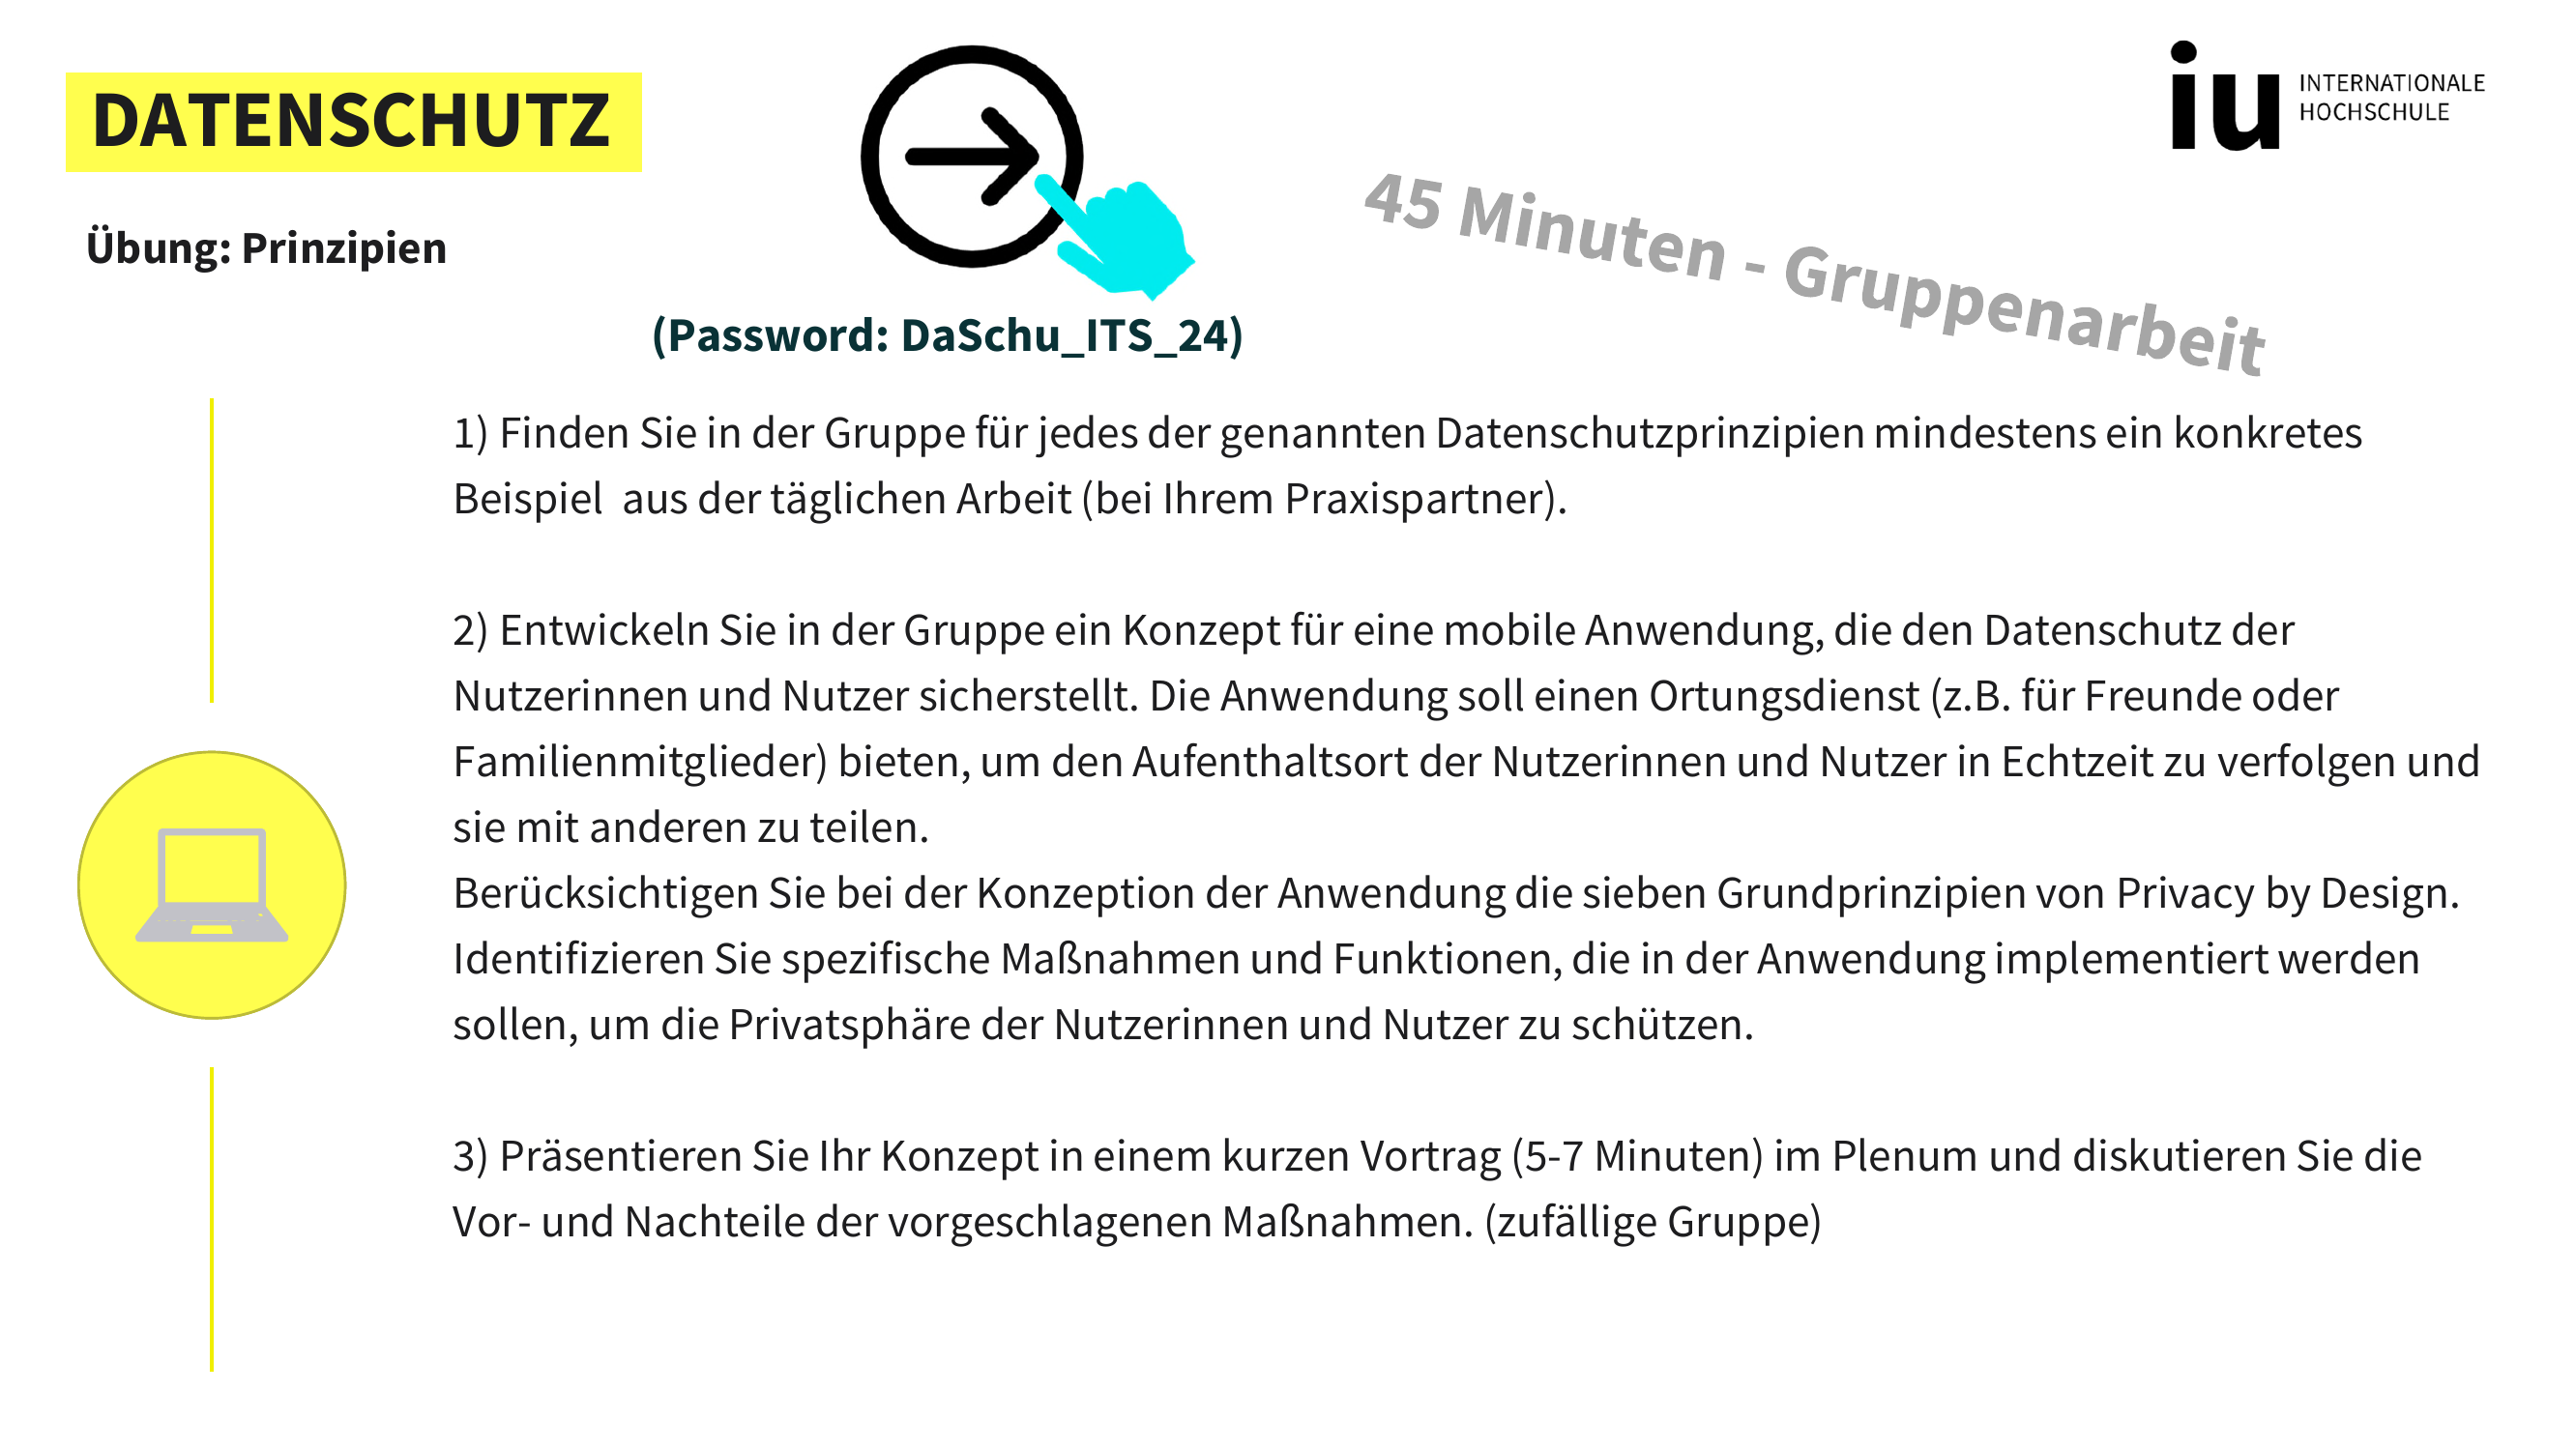 DATENSCHUTZ
iu INTERNATIONALE
HOCHSCHULE
Übung: Prinzipien
45 Minuten - Gruppenarbeit
(Password: DaSchu_ITS_24)
1) Finden Sie in der Gruppe für jedes der genannten Datenschutzprinzipien mindestens ein konkretes
Beispiel  aus der täglichen Arbeit (bei Ihrem Praxispartner).
2) Entwickeln Sie in der Gruppe ein Konzept für eine mobile Anwendung, die den Datenschutz der
Nutzerinnen und Nutzer sicherstellt. Die Anwendung soll einen Ortungsdienst (z.B. für Freunde oder
Familienmitglieder) bieten, um den Aufenthaltsort der Nutzerinnen und Nutzer in Echtzeit zu verfolgen und
sie mit anderen zu teilen.
Berücksichtigen Sie bei der Konzeption der Anwendung die sieben Grundprinzipien von Privacy by Design.
Identifizieren Sie spezifische Maßnahmen und Funktionen, die in der Anwendung implementiert werden
sollen, um die Privatsphäre der Nutzerinnen und Nutzer zu schützen.
3) Präsentieren Sie Ihr Konzept in einem kurzen Vortrag (5-7 Minuten) im Plenum und diskutieren Sie die
Vor- und Nachteile der vorgeschlagenen Maßnahmen. (zufällige Gruppe)